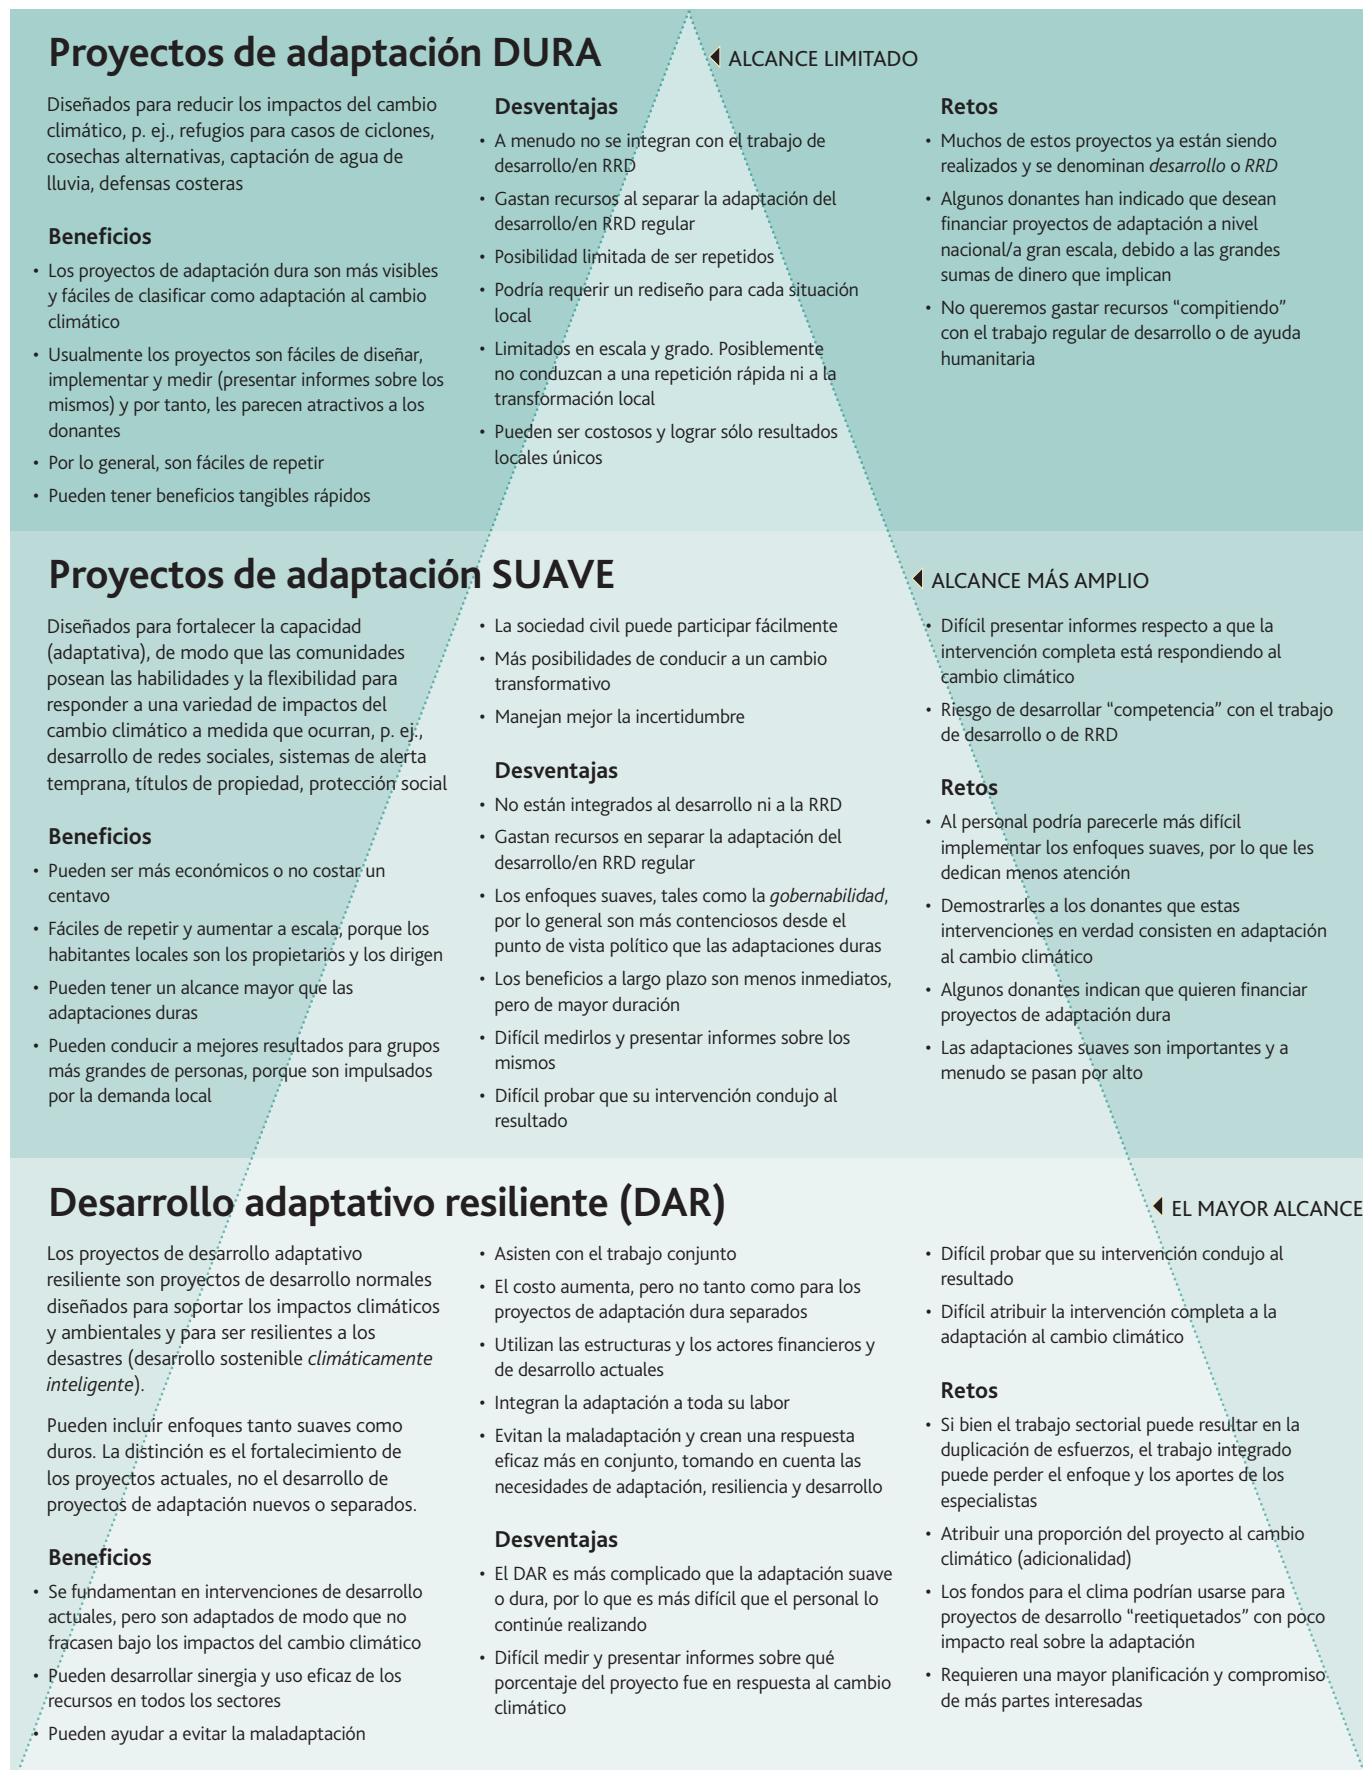 Proyectos de adaptación DURA
ALCANCE LIMITADO
Diseñados para reducir los impactos del cambio
climático, p. ej., refugios para casos de ciclones,
cosechas alternativas, captación de agua de
lluvia, defensas costeras
Beneficios
• Los proyectos de adaptación dura son más visibles
y fáciles de clasificar como adaptación al cambio
climático
• Usualmente los proyectos son fáciles de diseñar,
implementar y medir (presentar informes sobre los
mismos) y por tanto, les parecen atractivos a los
donantes
• Por lo general, son fáciles de repetir
• Pueden tener beneficios tangibles rápidos
Desventajas
• A menudo no se integran con el trabajo de
desarrollo/en RRD
• Gastan recursos al separar la adaptación del
desarrollo/en RRD regular
• Posibilidad limitada de ser repetidos
• Podría requerir un rediseño para cada situación
local
• Limitados en escala y grado. Posiblemente
no conduzcan a una repetición rápida ni a la
transformación local
• Pueden ser costosos y lograr sólo resultados
locales únicos
Retos
• Muchos de estos proyectos ya están siendo
realizados y se denominan desarrollo o RRD
• Algunos donantes han indicado que desean
financiar proyectos de adaptación a nivel
nacional/a gran escala, debido a las grandes
sumas de dinero que implican
• No queremos gastar recursos “compitiendo”
con el trabajo regular de desarrollo o de ayuda
humanitaria
Proyectos de adaptación SUAVE
ALCANCE MÁS AMPLIO
Diseñados para fortalecer la capacidad
(adaptativa), de modo que las comunidades
posean las habilidades y la flexibilidad para
responder a una variedad de impactos del
cambio climático a medida que ocurran, p. ej.,
desarrollo de redes sociales, sistemas de alerta
temprana, títulos de propiedad, protección social
Beneficios
• Pueden ser más económicos o no costar un
centavo
• Fáciles de repetir y aumentar a escala, porque los
habitantes locales son los propietarios y los dirigen
• Pueden tener un alcance mayor que las
adaptaciones duras
• Pueden conducir a mejores resultados para grupos
más grandes de personas, porque son impulsados
por la demanda local
• La sociedad civil puede participar fácilmente
• Más posibilidades de conducir a un cambio
transformativo
• Manejan mejor la incertidumbre
Desventajas
• No están integrados al desarrollo ni a la RRD
• Gastan recursos en separar la adaptación del
desarrollo/en RRD regular
• Los enfoques suaves, tales como la gobernabilidad,
por lo general son más contenciosos desde el
punto de vista político que las adaptaciones duras
• Los beneficios a largo plazo son menos inmediatos,
pero de mayor duración
• Difícil medirlos y presentar informes sobre los
mismos
• Difícil probar que su intervención condujo al
resultado
• Difícil presentar informes respecto a que la
intervención completa está respondiendo al
cambio climático
• Riesgo de desarrollar “competencia” con el trabajo
de desarrollo o de RRD
Retos
• Al personal podría parecerle más difícil
implementar los enfoques suaves, por lo que les
dedican menos atención
• Demostrarles a los donantes que estas
intervenciones en verdad consisten en adaptación
al cambio climático
• Algunos donantes indican que quieren financiar
proyectos de adaptación dura
• Las adaptaciones suaves son importantes y a
menudo se pasan por alto
Desarrollo adaptativo resiliente (DAR)
EL MAYOR ALCANCE
Los proyectos de desarrollo adaptativo
resiliente son proyectos de desarrollo normales
diseñados para soportar los impactos climáticos
y ambientales y para ser resilientes a los
desastres (desarrollo sostenible climáticamente
inteligente).
Pueden incluir enfoques tanto suaves como
duros. La distinción es el fortalecimiento de
los proyectos actuales, no el desarrollo de
proyectos de adaptación nuevos o separados.
Beneficios
• Se fundamentan en intervenciones de desarrollo
actuales, pero son adaptados de modo que no
fracasen bajo los impactos del cambio climático
• Pueden desarrollar sinergia y uso eficaz de los
recursos en todos los sectores
• Pueden ayudar a evitar la maladaptación
• Asisten con el trabajo conjunto
• El costo aumenta, pero no tanto como para los
proyectos de adaptación dura separados
• Utilizan las estructuras y los actores financieros y
de desarrollo actuales
• Integran la adaptación a toda su labor
• Evitan la maladaptación y crean una respuesta
eficaz más en conjunto, tomando en cuenta las
necesidades de adaptación, resiliencia y desarrollo
Desventajas
• El DAR es más complicado que la adaptación suave
o dura, por lo que es más difícil que el personal lo
continúe realizando
• Difícil medir y presentar informes sobre qué
porcentaje del proyecto fue en respuesta al cambio
climático
• Difícil probar que su intervención condujo al
resultado
• Difícil atribuir la intervención completa a la
adaptación al cambio climático
Retos
• Si bien el trabajo sectorial puede resultar en la
duplicación de esfuerzos, el trabajo integrado
puede perder el enfoque y los aportes de los
especialistas
• Atribuir una proporción del proyecto al cambio
climático (adicionalidad)
• Los fondos para el clima podrían usarse para
proyectos de desarrollo “reetiquetados” con poco
impacto real sobre la adaptación
• Requieren una mayor planificación y compromiso
de más partes interesadas